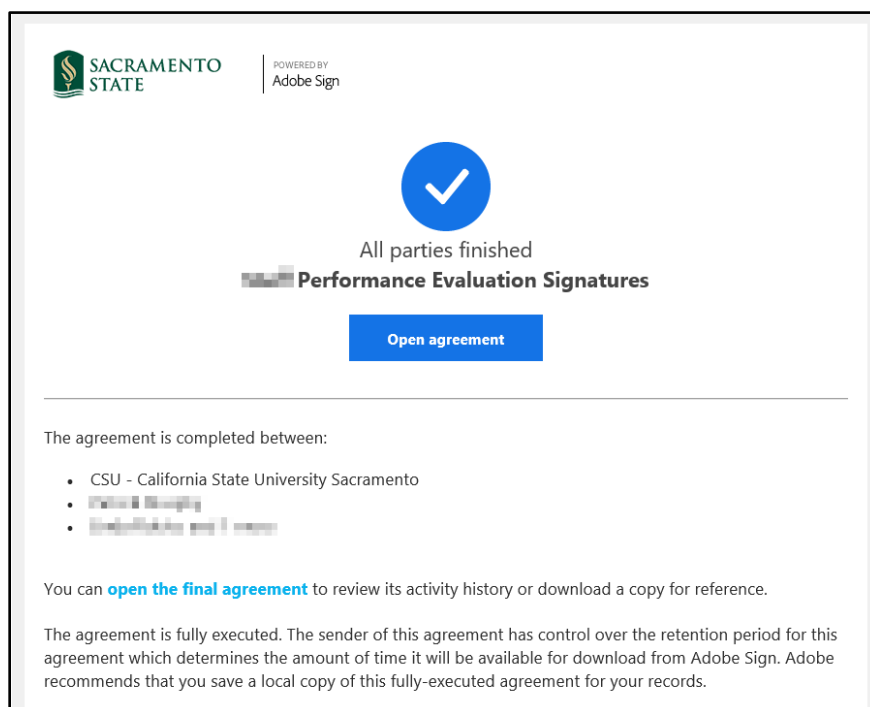 SACRAMENTO
STATE
POWERED BY
Adobe Sign
All parties finished
Performance Evaluation Signatures
Open agreement
The agreement is completed between:
• CSU - California State University Sacramento
You can open the final agreement to review its activity history or download a copy for reference.
The agreement is fully executed. The sender of this agreement has control over the retention period for this
agreement which determines the amount of time it will be available for download from Adobe Sign. Adobe
recommends that you save a local copy of this fully-executed agreement for your records.